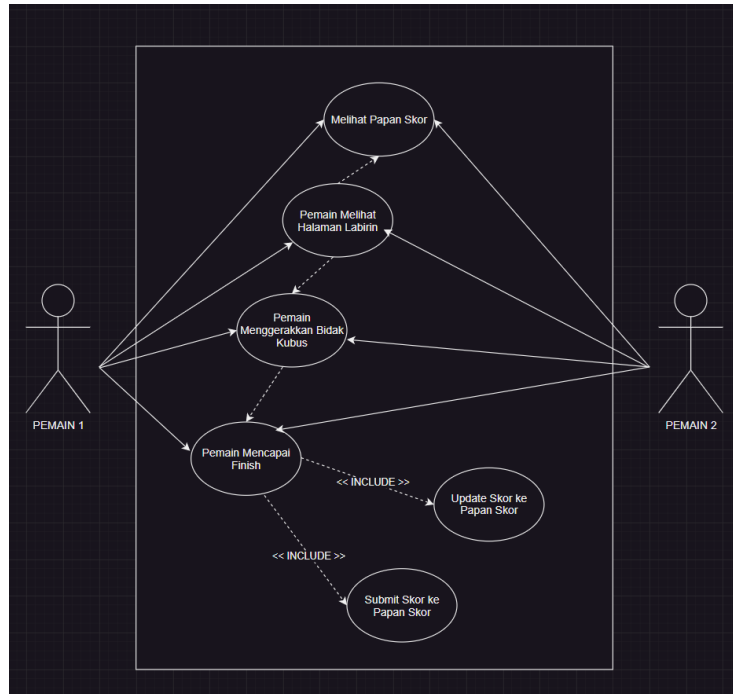 Melihat Papan Skor
Pemain Melihat
Halaman Labirin
Pemain
Menggerakkan Bidak
Kubus
PEMAIN 1
PEMAIN 2
Pemain Mencapai
Finish
<< INCLUDE >>
Update Skor ke
Papan Skor
<< INCLUDE >>
Submit Skor ke
Papan Skor